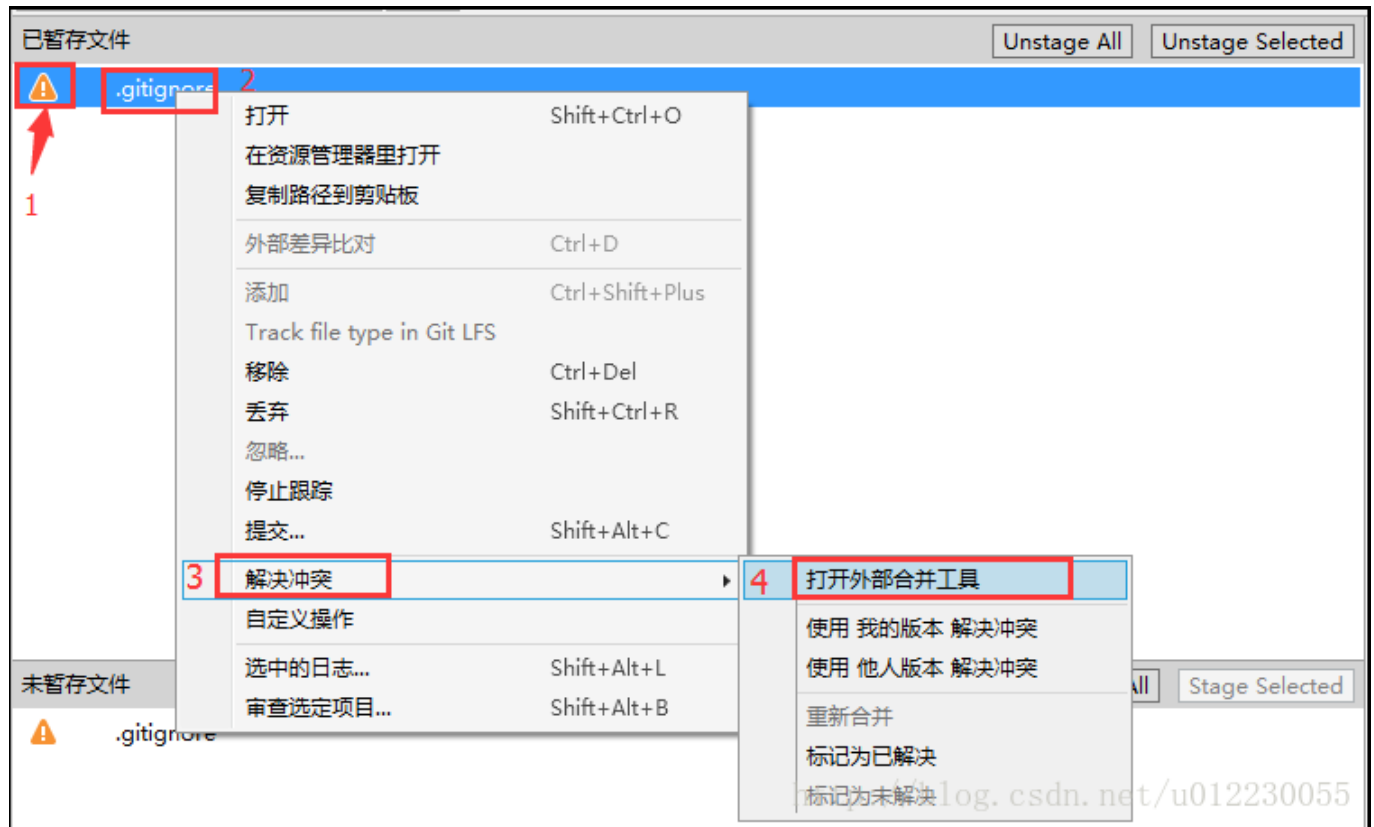 已暂存文件 Unstage All Unstage Selected
.gitignore 2
打开 Shift+Ctrl+O
在资源管理器里打开
复制路径到剪贴板
1
外部差异比对 Ctrl+D
添加 Ctrl+Shift+Plus
Track file type in Git LFS
移除 Ctrl+Del
丢弃 Shift+Ctrl+R
忽略...
停止跟踪
提交... Shift+Alt+C
3 解决冲突 4 打开外部合并工具
自定义操作 使用 我的版本 解决冲突
选中的日志... Shift+Alt+L 使用 他人版本 解决冲突
未暂存文件 All Stage Selected
审查选定项目... Shift+Alt+B 重新合并
.gitignore
标记为已解决
标记为未解决 log.csdn.net/u012230055